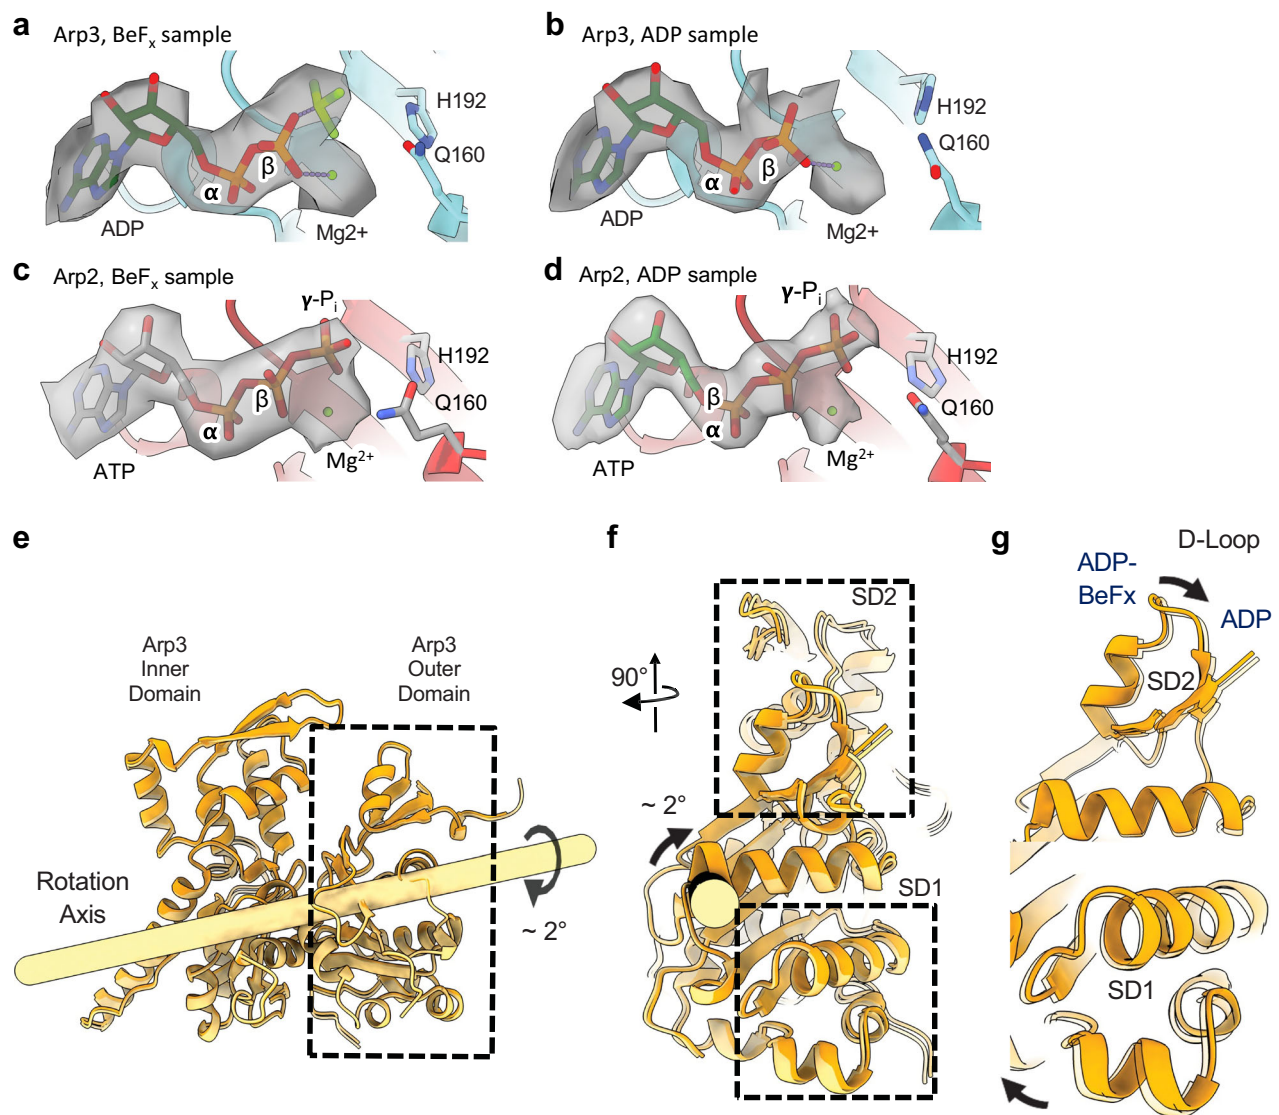 a Arp3, BeFx sample
H192
Q160
β
α
ADP
Mg2+
b Arp3, ADP sample
H192
Q160
β
α
ADP
Mg2+
c Arp2, BeFx sample
γ-Pi
H192
Q160
β
α
ATP
Mg²⁺
d Arp2, ADP sample
γ-Pi
H192
Q160
β
α
ATP
Mg²⁺
e
Arp3
Inner
Domain
Arp3
Outer
Domain
Rotation
Axis
~ 2°
f
SD2
90°
~ 2°
SD1
g
D-Loop
ADP-
BeFx
ADP
SD2
SD1